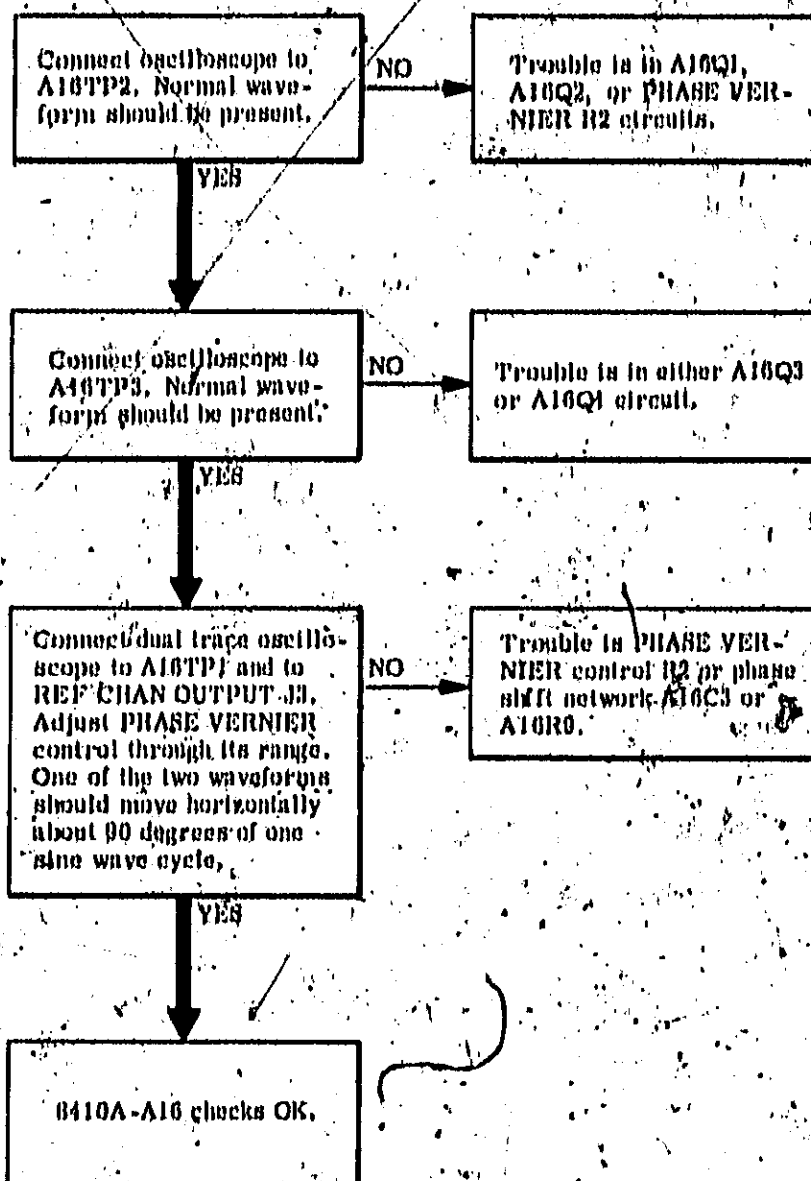 Connect oscilloscope to
A16TP2. Normal wave-
form should be present.
NO
Trouble is in A16Q1,
A16Q2, or PHASE VER-
NIER R2 circuits.
YES
Connect oscilloscope to
A16TP3. Normal wave-
form should be present.
NO
Trouble is in either A16Q3
or A16Q4 circuit.
YES
Connect dual trace oscillo-
scope to A16TP1 and to
REF CHAN OUTPUT J3.
Adjust PHASE VERNIER
control through its range.
One of the two waveforms
should move horizontally
about 90 degrees of one
sine wave cycle.
NO
Trouble is PHASE VER-
NIER control R2 or phase
shift network A16C3 or
YES
8410A-A16 checks OK.